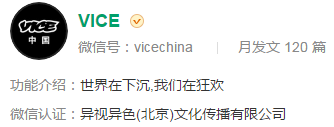 VICE
中国
VICE
微信号：vicechina | 月发文 120 篇
功能介绍：世界在下沉,我们在狂欢
微信认证：异视异色(北京)文化传播有限公司